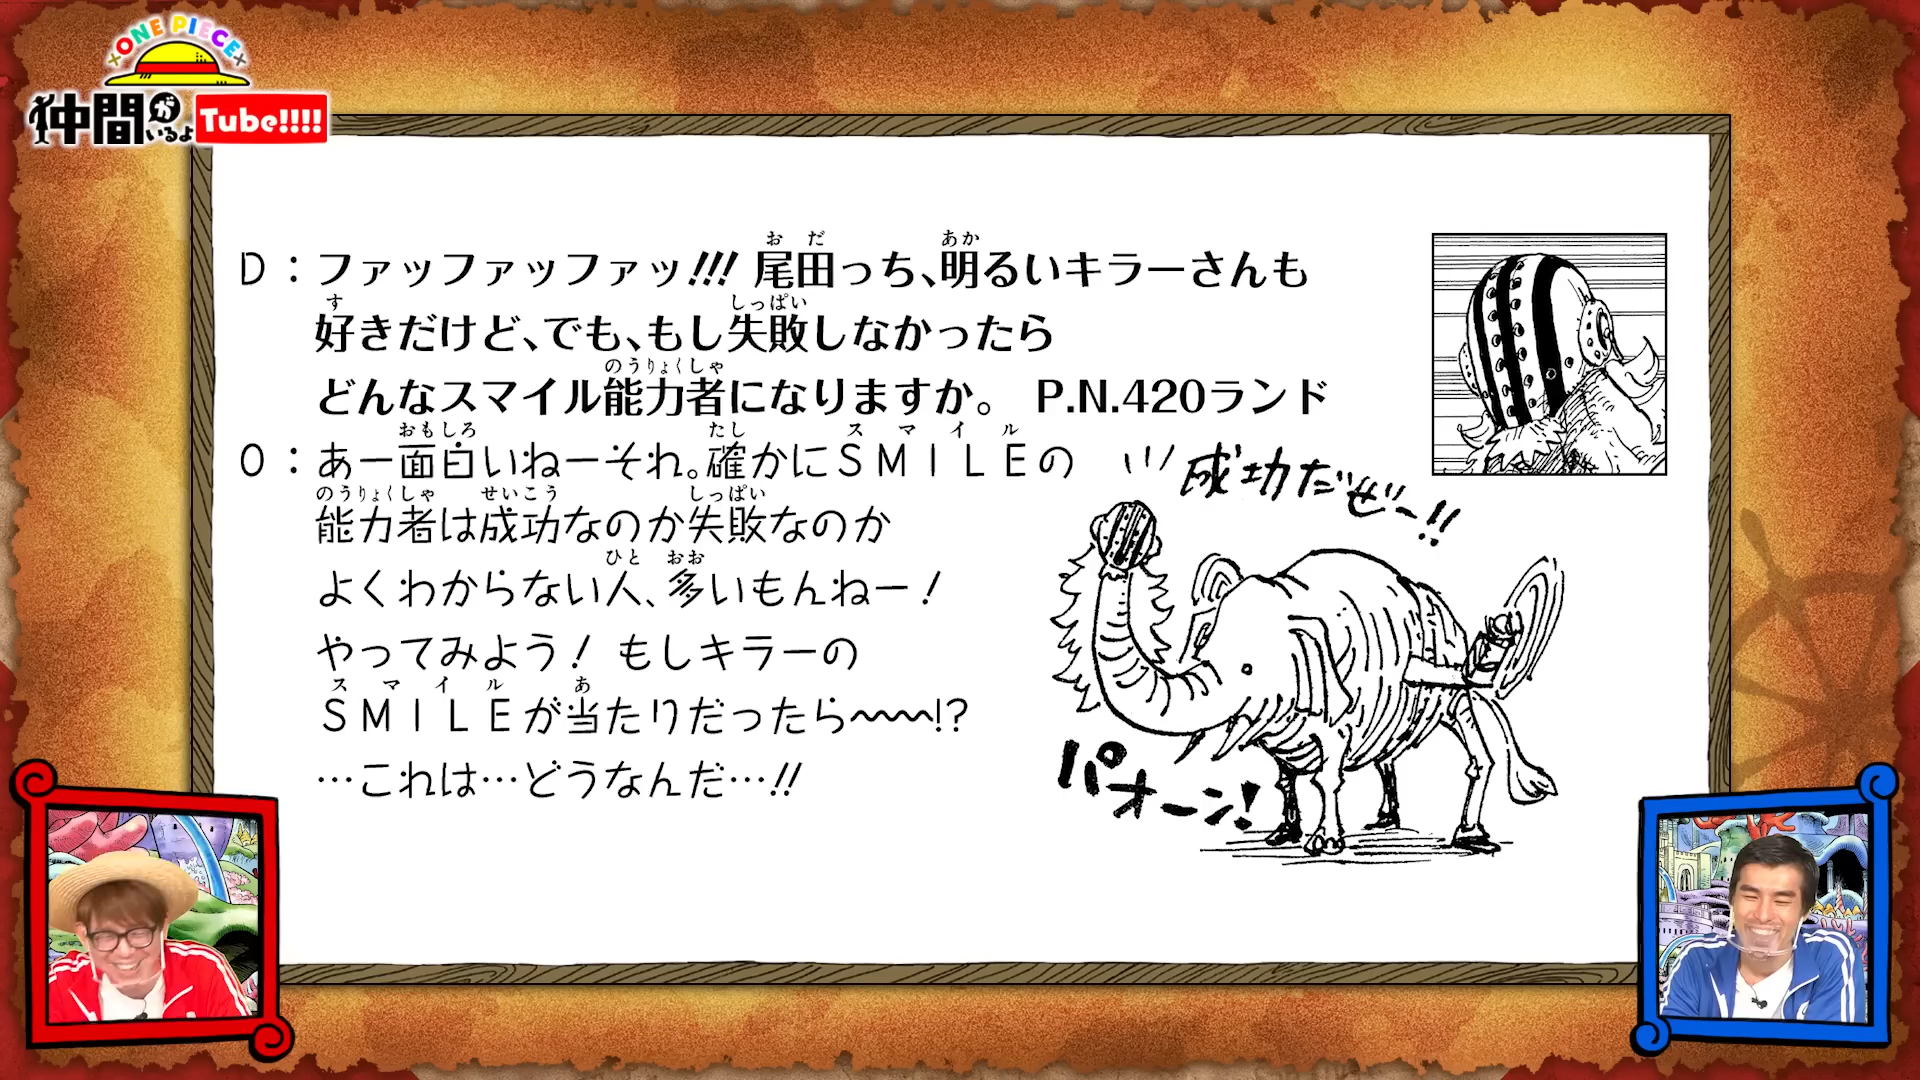 ONE PIECE
仲間がいるよTube!!!!
D：ファッファッファッ!!! 尾田っち、明るいキラーさんも
好きだけど、でも、もし失敗しなかったら
どんなスマイル能力者になりますか。 P.N.420ランド
O：あー面白いねーそれ。確かにSMILEの
能力者は成功なのか失敗なのか
よくわからない人、多いもんねー！
やってみよう！ もしキラーの
SMILEが当たりだったら〜〜〜!?
…これは…どうなんだ…!!
成功だぜー!!
パオーン!